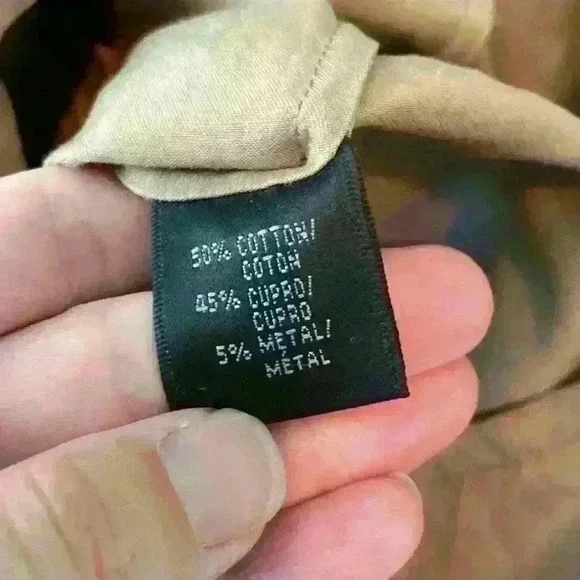 50% COTTON/
COTON
45% CUPRO/
CUPRO
5% METAL/
MÉTAL